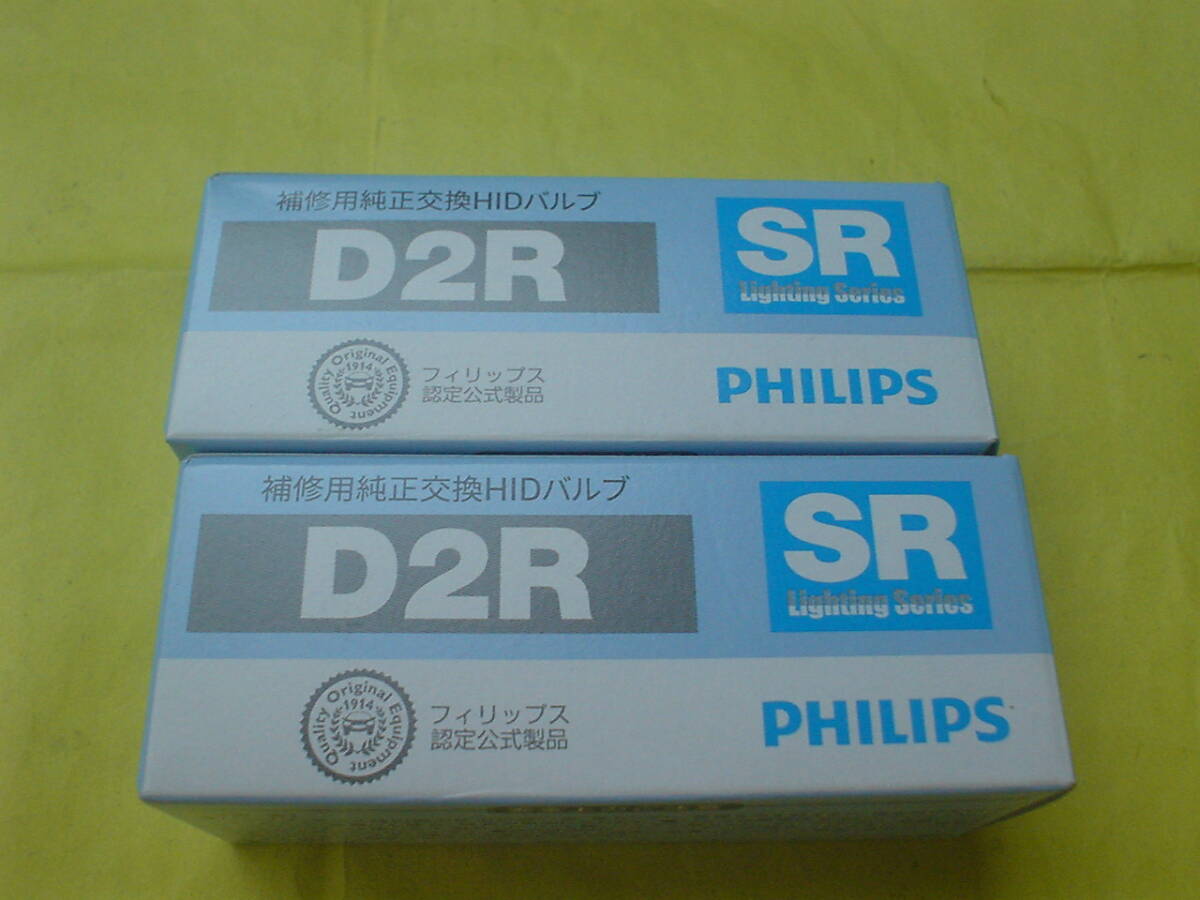 補修用純正交換HIDバルブ
D2R
SR
Lighting Series
Quality Original Equipment
1914
フィリップス
認定公式製品
PHILIPS
補修用純正交換HIDバルブ
D2R
SR
Lighting Series
Quality Original Equipment
1914
フィリップス
認定公式製品
PHILIPS